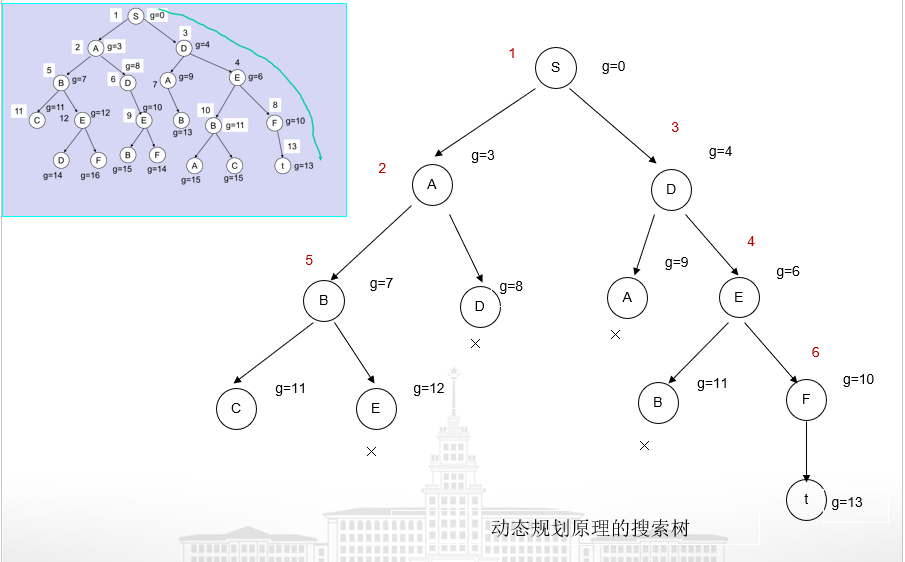 1 S g=0
3
2 A g=3 D g=4
5 g=8 4
B g=7 6 D 7 A g=9 E g=6
11 g=11 g=10 10 8
C 12 E g=12 9 E B B g=11 F g=10
g=13
13
D F B F A C t g=13
g=14 g=16 g=15 g=14 g=15 g=15
1 S g=0
3
2 A g=3 D g=4
5 4
B g=7 D g=8 A g=9 E g=6
×
×
6
C g=11 E g=12 B g=11 F g=10
×
×
t g=13
动态规划原理的搜索树